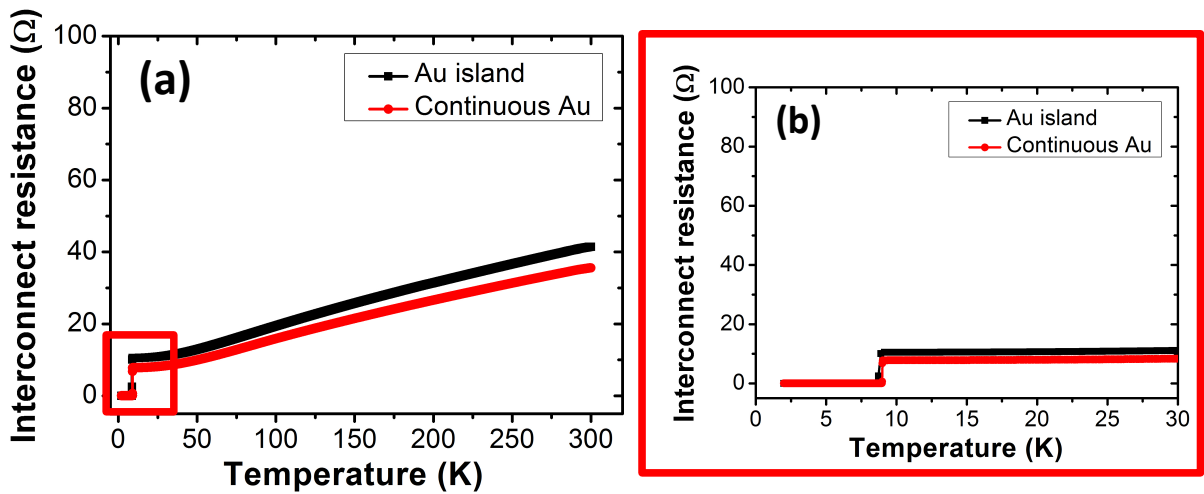 (a)
Au island
Continuous Au
Interconnect resistance (Ω)
100
80
60
40
20
0
0 50 100 150 200 250 300
Temperature (K)
(b)
Au island
Continuous Au
Interconnect resistance (Ω)
100
80
60
40
20
0
0 5 10 15 20 25 30
Temperature (K)